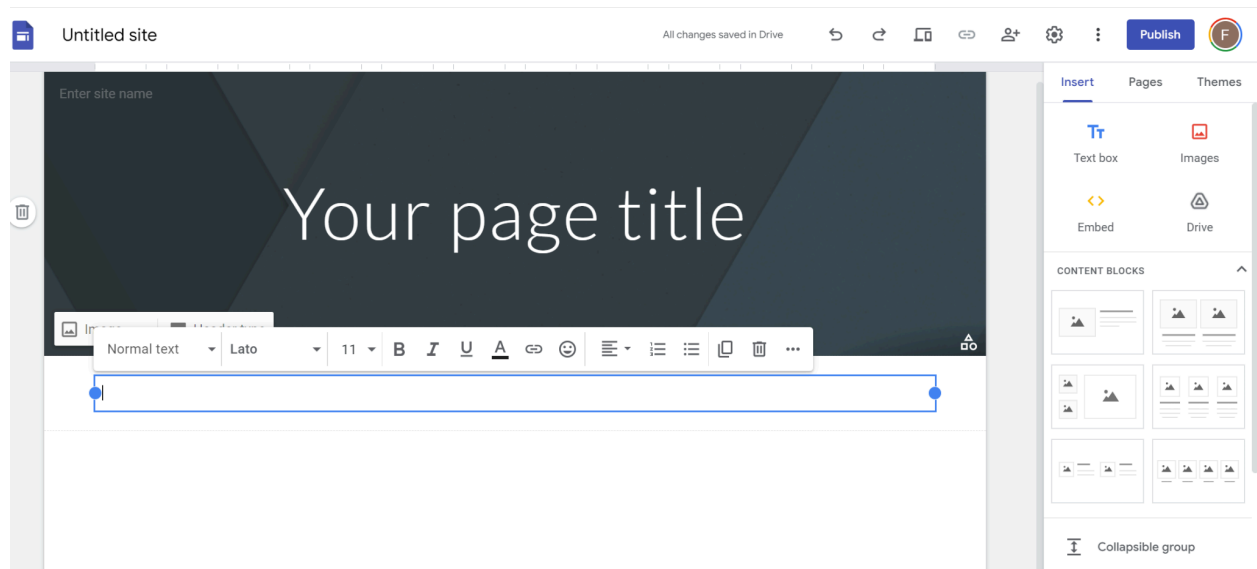 Untitled site
All changes saved in Drive
Publish
F
Insert Pages Themes
Enter site name
Your page title
Tт Text box
Images
Embed
Drive
CONTENT BLOCKS
Normal text Lato 11 B I U A
Collapsible group